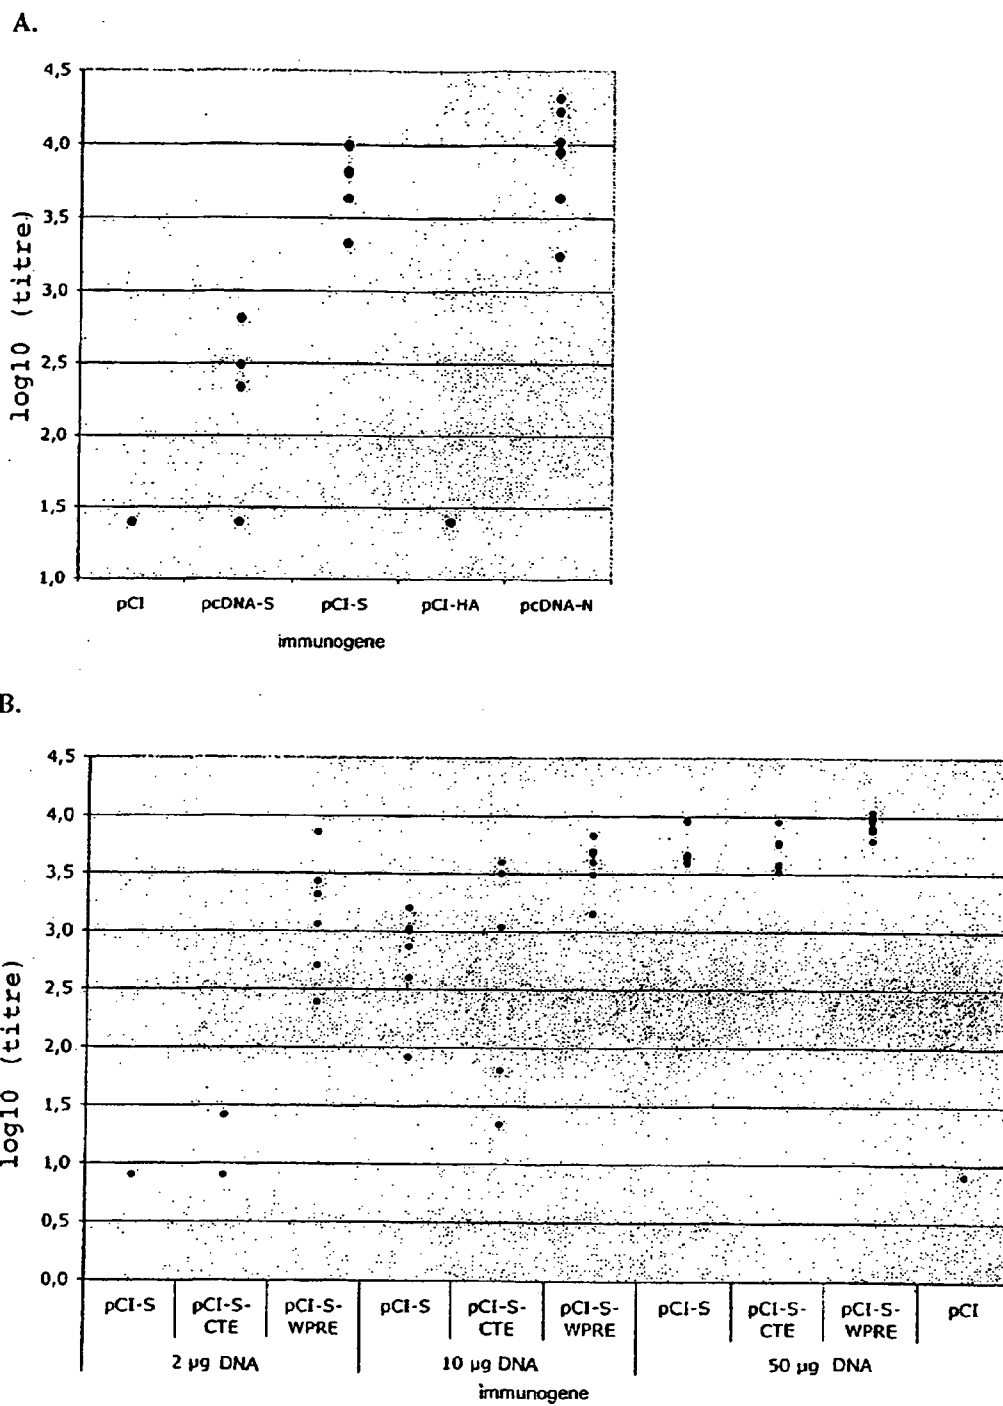 A.
4,5
4,0
3,5
3,0
2,5
2,0
1,5
1,0
log10 (titre)
pCI pcDNA-S pCI-S pCI-HA pcDNA-N
immunogene
B.
4,5
4,0
3,5
3,0
2,5
2,0
1,5
1,0
0,5
0,0
log10 (titre)
pCI-S pCI-S- pCI-S- pCI-S pCI-S- pCI-S- pCI-S pCI-S- pCI-S- pCI
CTE WPRE CTE WPRE CTE WPRE
2 µg DNA 10 µg DNA 50 µg DNA
immunogene